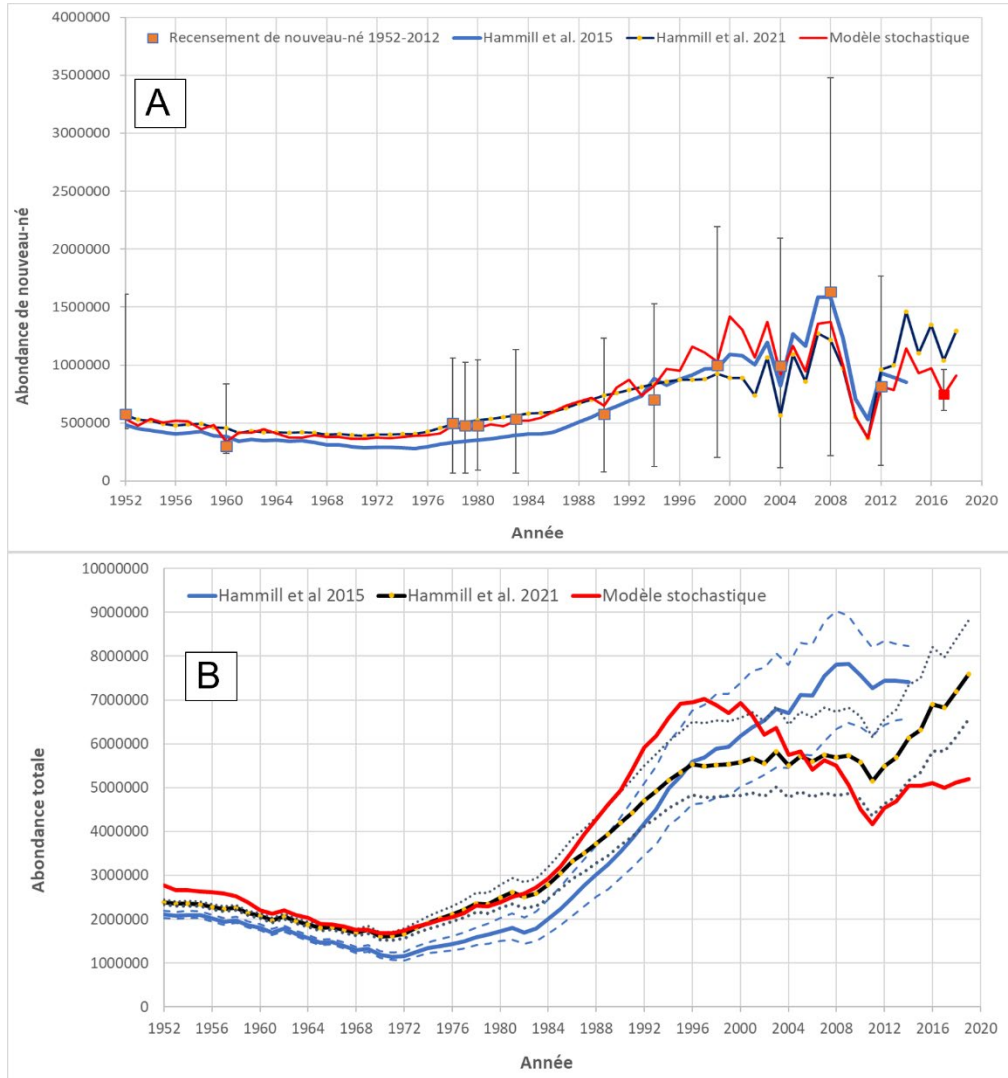 4000000
Recensement de nouveau-né 1952-2012 Hammill et al. 2015 Hammill et al. 2021 Modèle stochastique
A
3500000
3000000
2500000
2000000
1500000
1000000
500000
0
Abondance de nouveau-né
1952 1956 1960 1964 1968 1972 1976 1980 1984 1988 1992 1996 2000 2004 2008 2012 2016 2020
Année
10000000
Hammill et al 2015 Hammill et al. 2021 Modèle stochastique
9000000
B
8000000
7000000
6000000
5000000
4000000
3000000
2000000
1000000
0
Abondance totale
1952 1956 1960 1964 1968 1972 1976 1980 1984 1988 1992 1996 2000 2004 2008 2012 2016 2020
Année